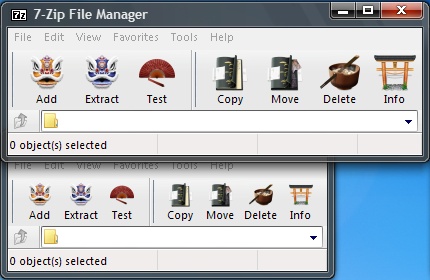 7-Zip File Manager
File Edit View Favorites Tools Help
Add Extract Test Copy Move Delete Info
0 object(s) selected
File Edit View Favorites Tools Help
Add Extract Test Copy Move Delete Info
0 object(s) selected